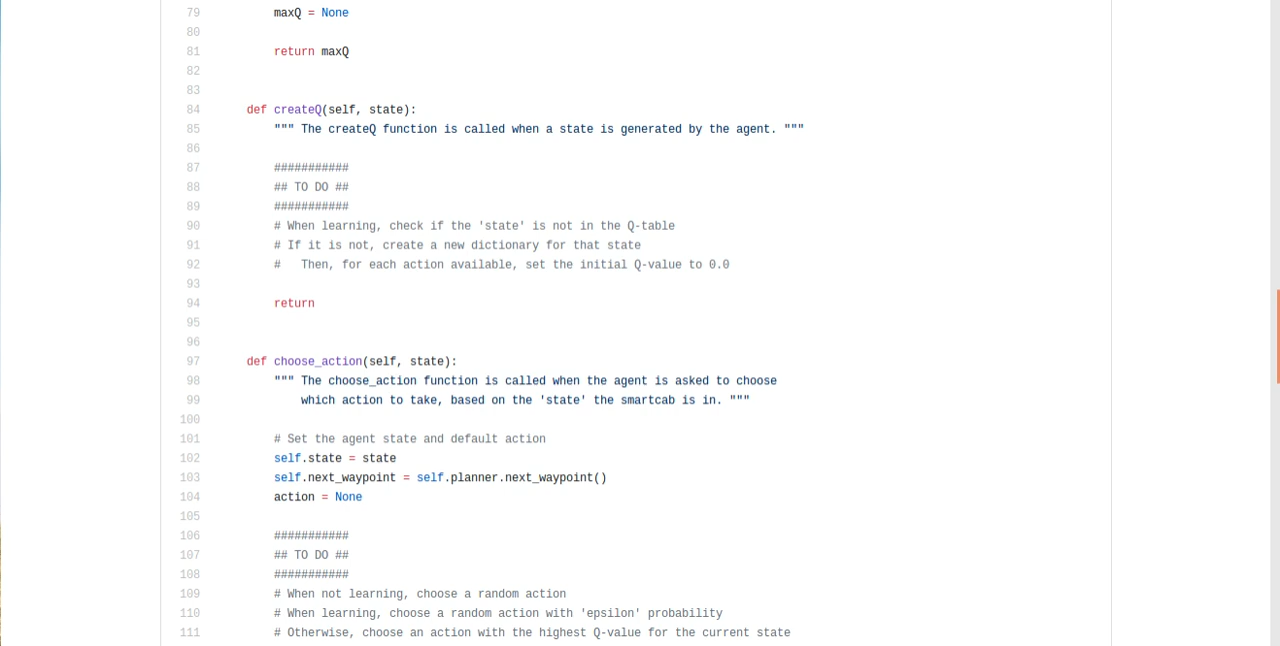 79 maxQ = None
80
81 return maxQ
82
83
84 def createQ(self, state):
85 """ The createQ function is called when a state is generated by the agent. """
86
87 ###########
88 ## TO DO ##
89 ###########
90 # When learning, check if the 'state' is not in the Q-table
91 # If it is not, create a new dictionary for that state
92 #   Then, for each action available, set the initial Q-value to 0.0
93
94 return
95
96
97 def choose_action(self, state):
98 """ The choose_action function is called when the agent is asked to choose
99 which action to take, based on the 'state' the smartcab is in. """
100
101 # Set the agent state and default action
102 self.state = state
103 self.next_waypoint = self.planner.next_waypoint()
104 action = None
105
106 ###########
107 ## TO DO ##
108 ###########
109 # When not learning, choose a random action
110 # When learning, choose a random action with 'epsilon' probability
111 # Otherwise, choose an action with the highest Q-value for the current state